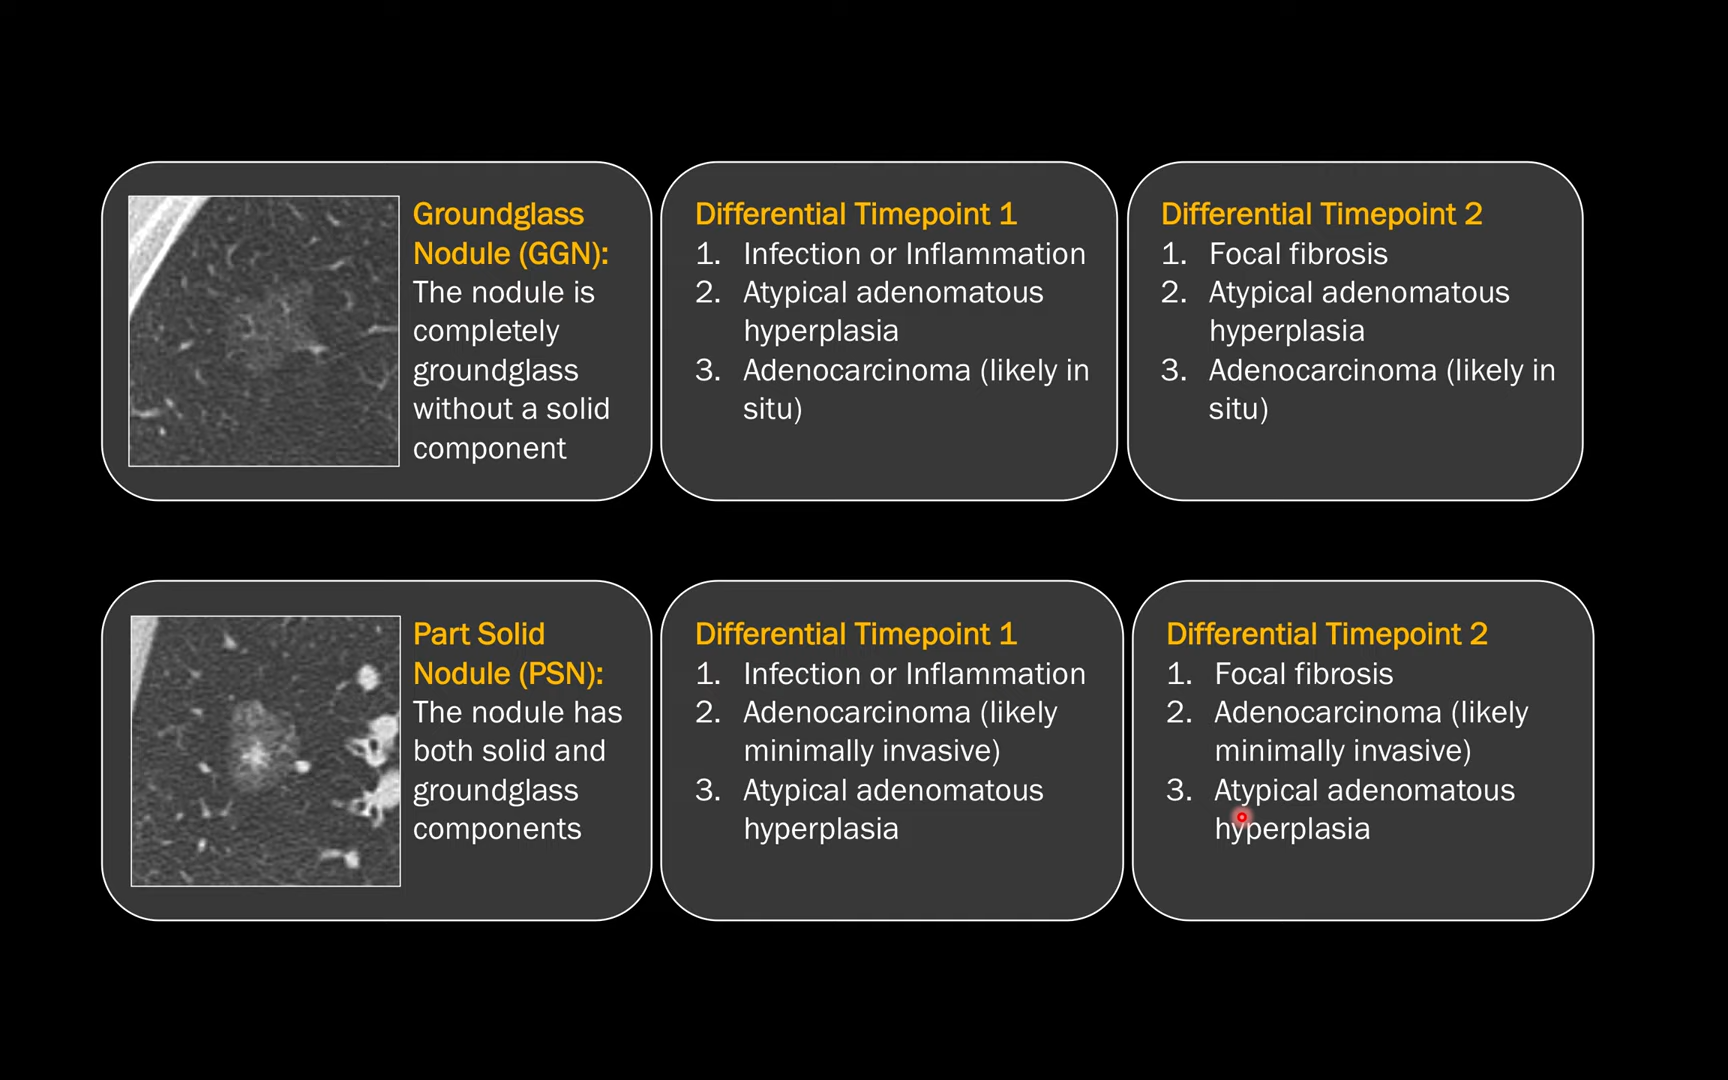 Groundglass
Nodule (GGN):
The nodule is
completely
groundglass
without a solid
component
Differential Timepoint 1
1. Infection or Inflammation
2. Atypical adenomatous
hyperplasia
3. Adenocarcinoma (likely in
situ)
Differential Timepoint 2
1. Focal fibrosis
2. Atypical adenomatous
hyperplasia
3. Adenocarcinoma (likely in
situ)
Part Solid
Nodule (PSN):
The nodule has
both solid and
groundglass
components
Differential Timepoint 1
1. Infection or Inflammation
2. Adenocarcinoma (likely
minimally invasive)
3. Atypical adenomatous
hyperplasia
Differential Timepoint 2
1. Focal fibrosis
2. Adenocarcinoma (likely
minimally invasive)
3. Atypical adenomatous
hyperplasia